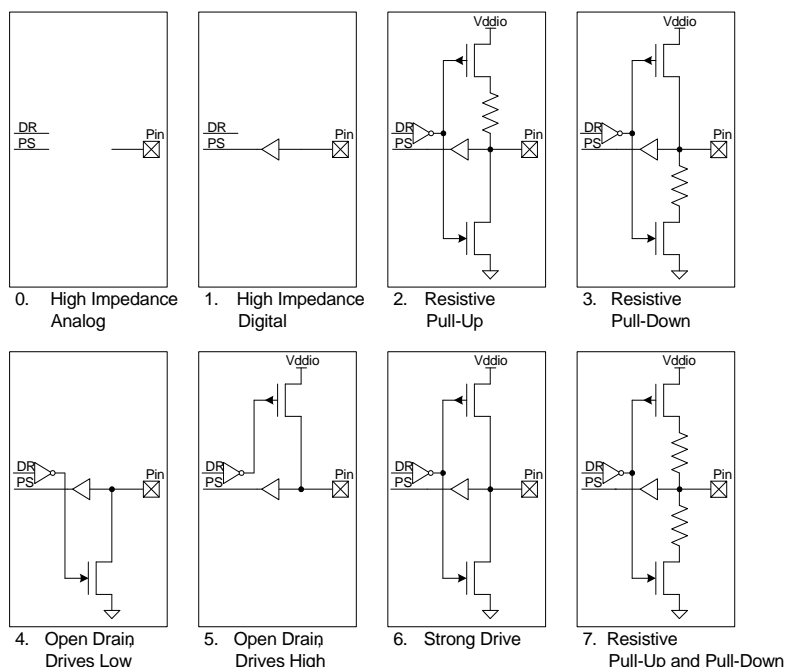 Vddio
Vddio
DR
PS
Pin
DR
PS
Pin
DR
PS
Pin
DR
PS
Pin
0. High Impedance
Analog
1. High Impedance
Digital
2. Resistive
Pull-Up
3. Resistive
Pull-Down
Vddio
Vddio
Vddio
DR
PS
Pin
DR
PS
Pin
DR
PS
Pin
DR
PS
Pin
4. Open Drain,
Drives Low
5. Open Drain,
Drives High
6. Strong Drive
7. Resistive
Pull-Up and Pull-Down